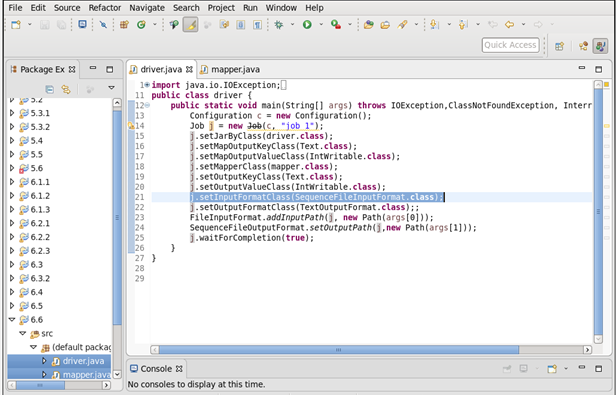 File Edit Source Refactor Navigate Search Project Run Window Help
Quick Access
Package Ex
driver.java
mapper.java
5.2
5.3.1
5.3.2
5.4
5.5
5.6
6.1.1
6.1.2
6.1.3
6.2.1
6.2.2
6.2.3
6.3
6.3.2
6.4
6.5
6.6
src
(default packag
driver.java
mapper.java
1 import java.io.IOException;
11 public class driver {
12 public static void main(String[] args) throws IOException,ClassNotFoundException, Interr
13 Configuration c = new Configuration();
14 Job j = new Job(c, "job 1");
15 j.setJarByClass(driver.class);
16 j.setMapOutputKeyClass(Text.class);
17 j.setMapOutputValueClass(IntWritable.class);
18 j.setMapperClass(mapper.class);
19 j.setOutputKeyClass(Text.class);
20 j.setOutputValueClass(IntWritable.class);
21 j.setInputFormatClass(SequenceFileInputFormat.class);
22 j.setOutputFormatClass(TextOutputFormat.class);;
23 FileInputFormat.addInputPath(j, new Path(args[0]));
24 SequenceFileOutputFormat.setOutputPath(j,new Path(args[1]));
25 j.waitForCompletion(true);
26 }
27 }
28
29
Console
No consoles to display at this time.